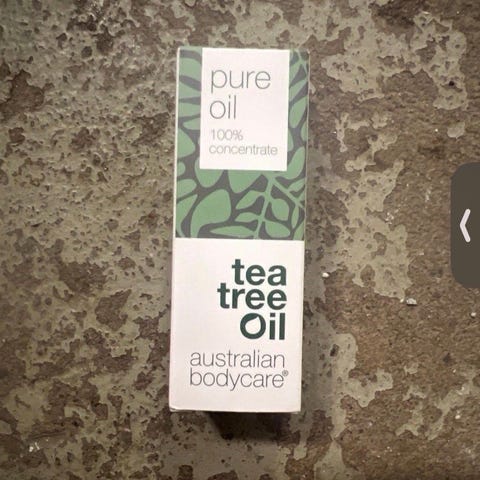 pure
oil
100%
concentrate
tea
tree
oil
australian
bodycare®